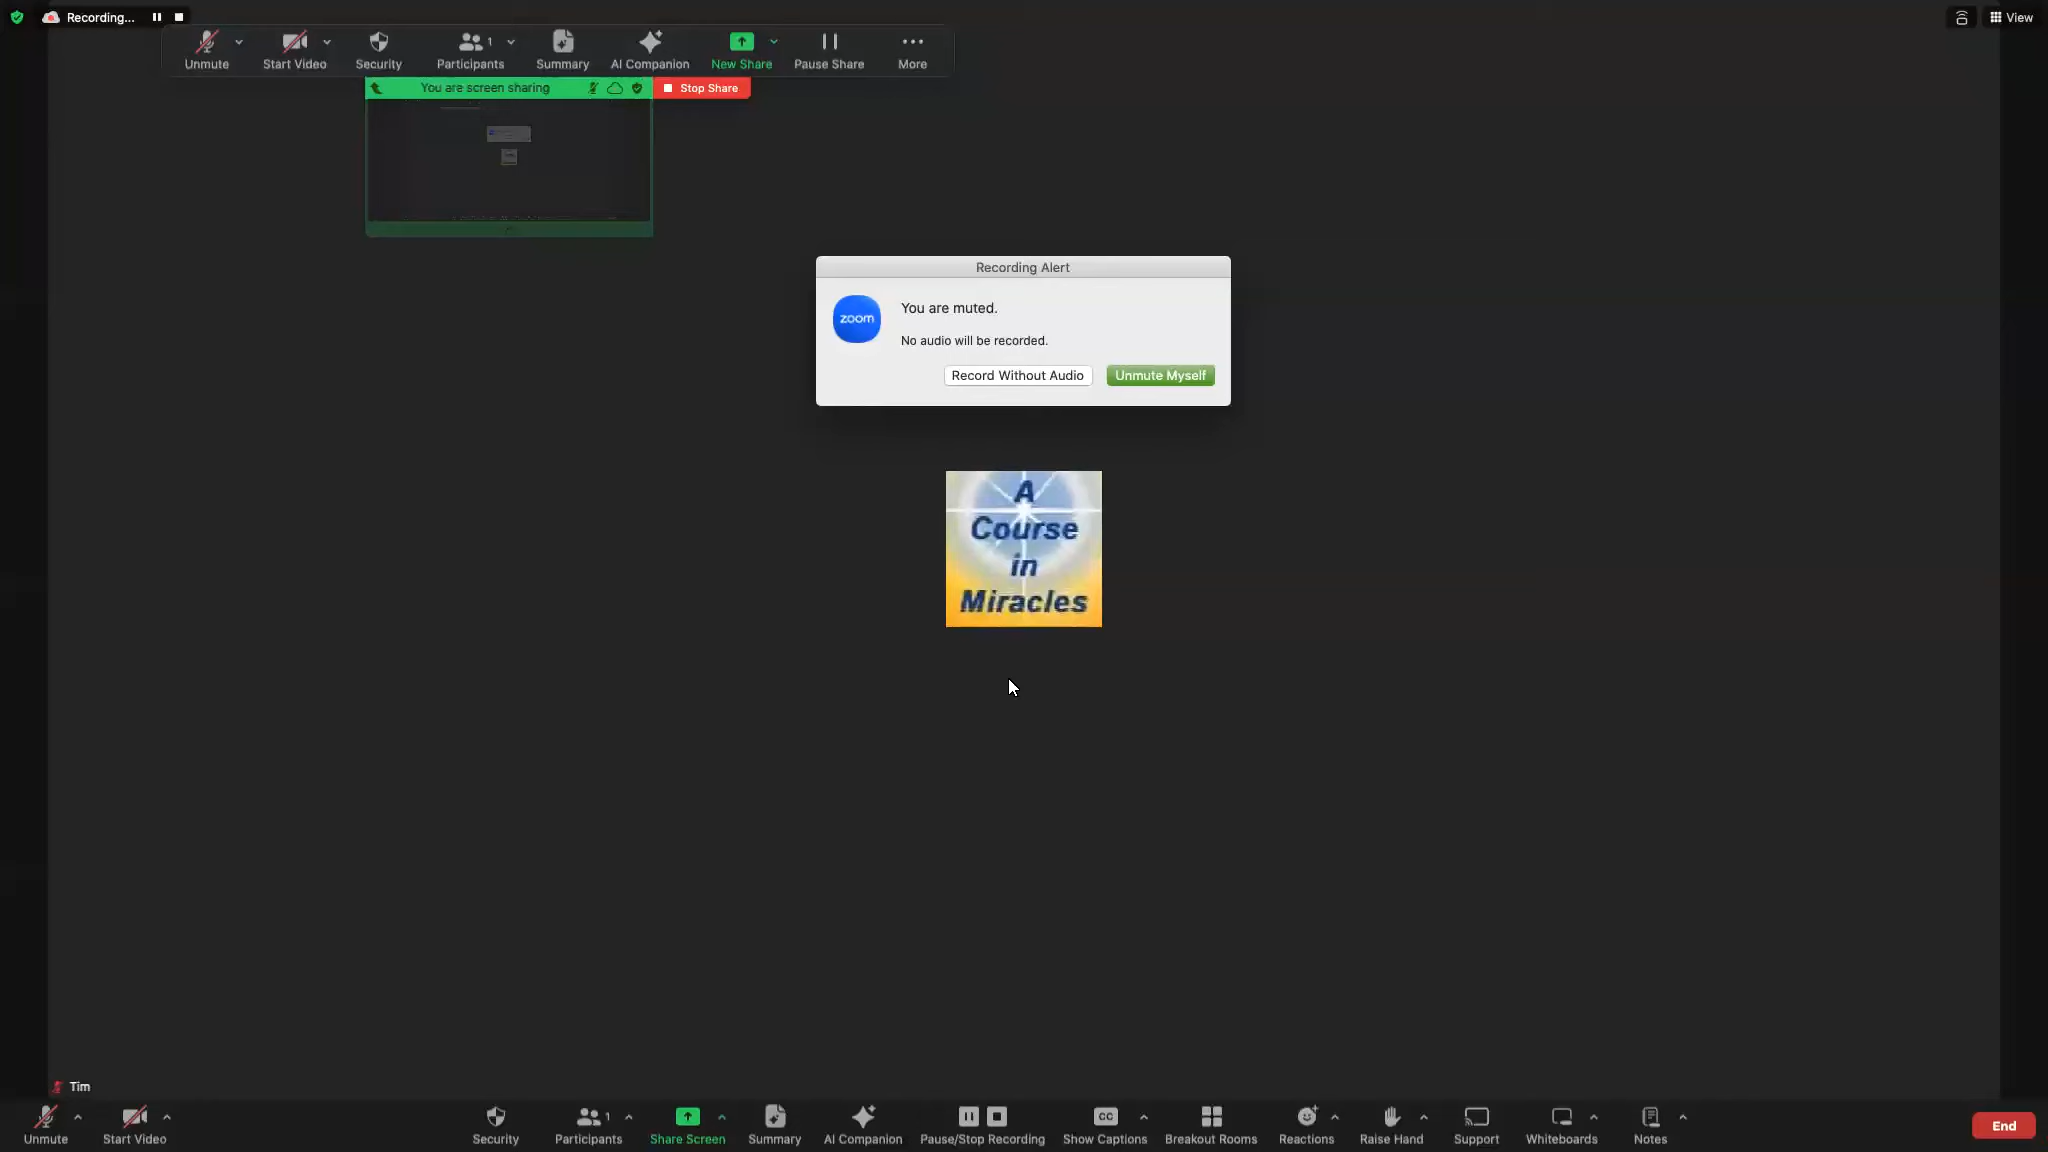 Recording...
View
Unmute
Start Video
Security
Participants
1
Summary
AI Companion
New Share
Pause Share
More
You are screen sharing
Stop Share
Recording Alert
zoom
You are muted.
No audio will be recorded.
Record Without Audio
Unmute Myself
A
Course
in
Miracles
Tim
Unmute
Start Video
Security
Participants
1
Share Screen
Summary
AI Companion
Pause/Stop Recording
CC
Show Captions
Breakout Rooms
Reactions
Raise Hand
Support
Whiteboards
Notes
End